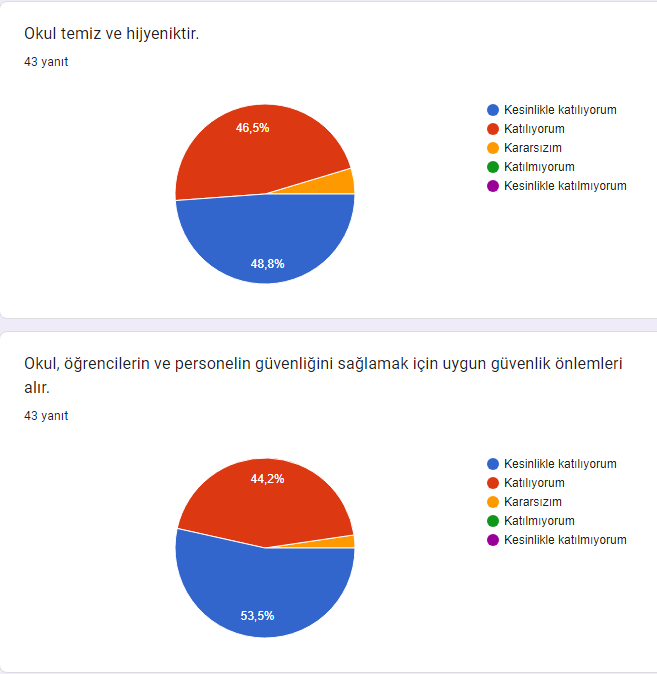 Okul temiz ve hijyeniktir.
43 yanıt
Kesinlikle katılıyorum
Katılıyorum
Kararsızım
Katılmıyorum
Kesinlikle katılmıyorum
46,5%
48,8%
Okul, öğrencilerin ve personelin güvenliğini sağlamak için uygun güvenlik önlemleri
alır.
43 yanıt
Kesinlikle katılıyorum
Katılıyorum
Kararsızım
Katılmıyorum
Kesinlikle katılmıyorum
44,2%
53,5%